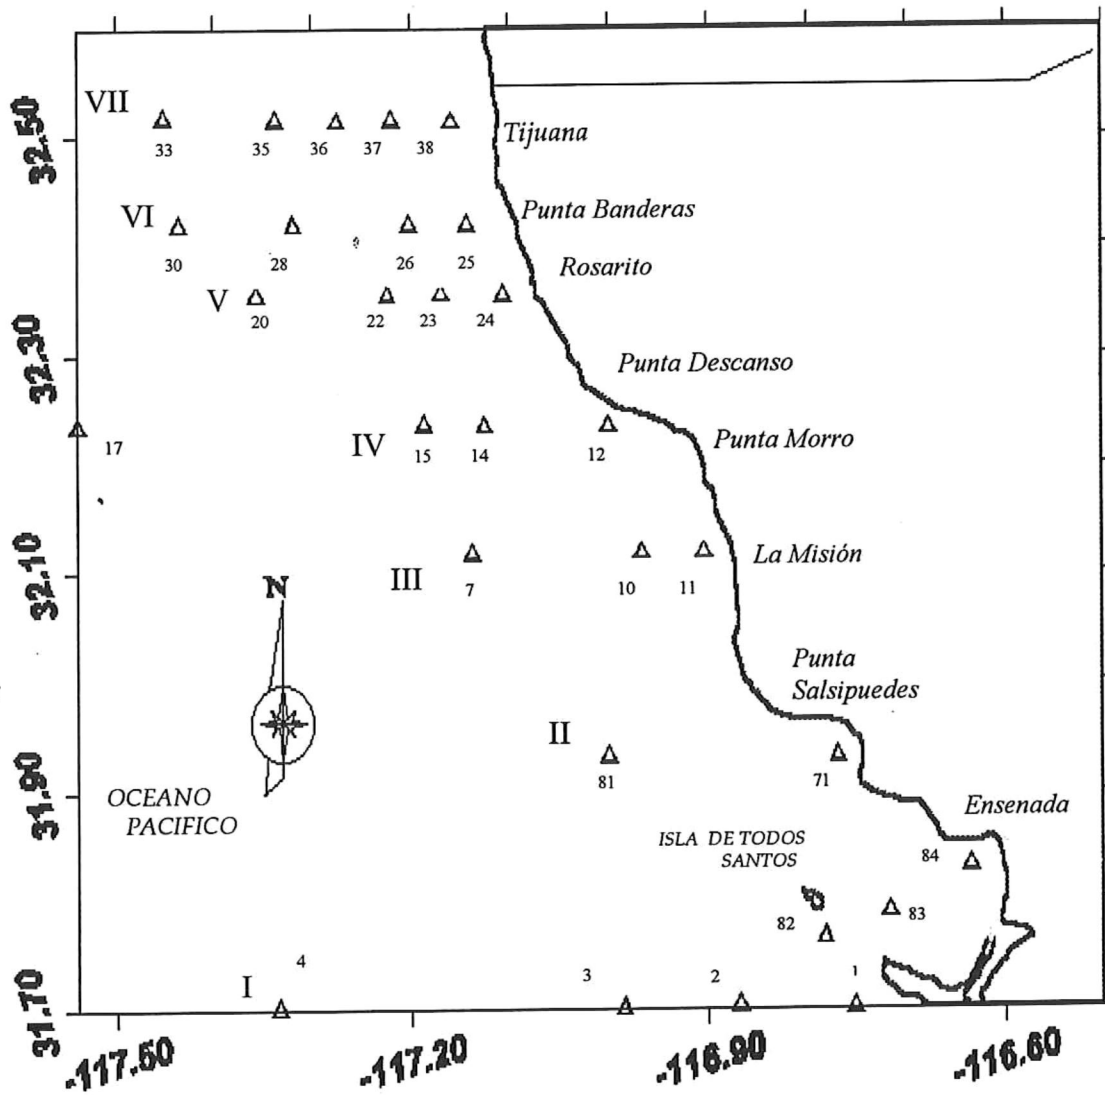 VII
33 35 36 37 38
Tijuana
32.50
VI
30 28 26 25
Punta Banderas
Rosarito
V
20 22 23 24
32.30
Punta Descanso
17
IV
15 14 12
Punta Morro
32.10
III
7 10 11
La Misión
N
Punta
Salsipuedes
II
81 71
31.90
OCEANO
PACIFICO
Ensenada
ISLA DE TODOS
SANTOS
84
83
82
31.70
I
4 3 2 1
-117.50 -117.20 -116.90 -116.60